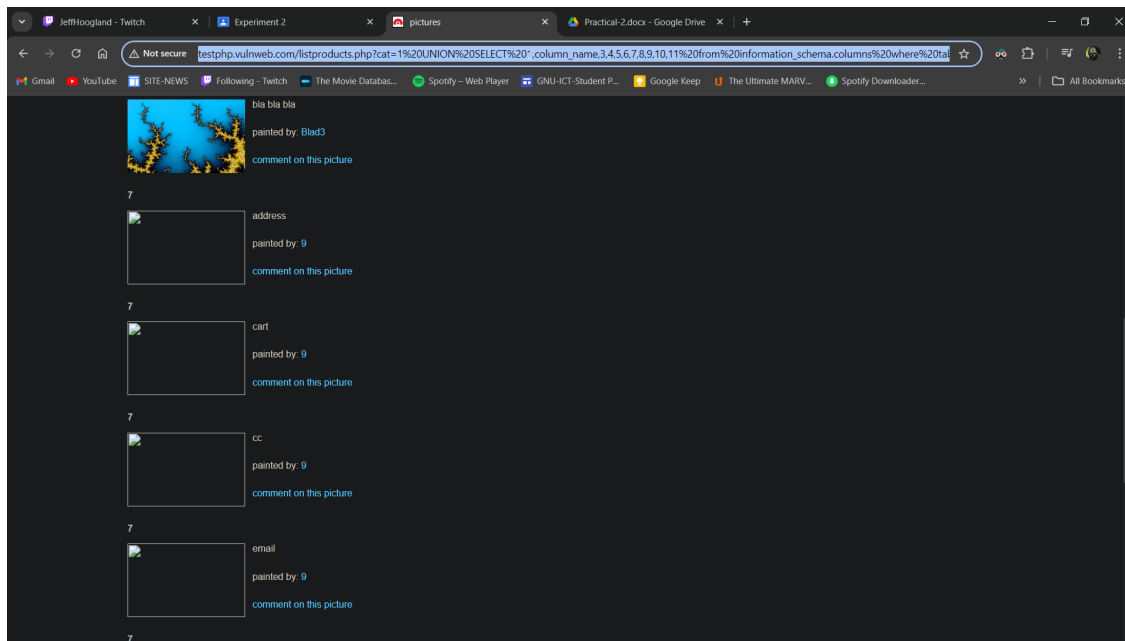 JeffHoogland - Twitch
Experiment 2
pictures
Practical-2.docx - Google Drive
Not secure
testphp.vulnweb.com/listproducts.php?cat=1%20UNION%20SELECT%20*,column_name,3,4,5,6,7,8,9,10,11%20from%20information_schema.columns%20where%20tal
Gmail
YouTube
SITE-NEWS
Following - Twitch
The Movie Databas...
Spotify – Web Player
GNU-ICT-Student P...
Google Keep
The Ultimate MARV...
Spotify Downloader...
»
All Bookmarks
bla bla bla
painted by: Blad3
comment on this picture
7
address
painted by: 9
comment on this picture
7
cart
painted by: 9
comment on this picture
7
cc
painted by: 9
comment on this picture
7
email
painted by: 9
comment on this picture
7